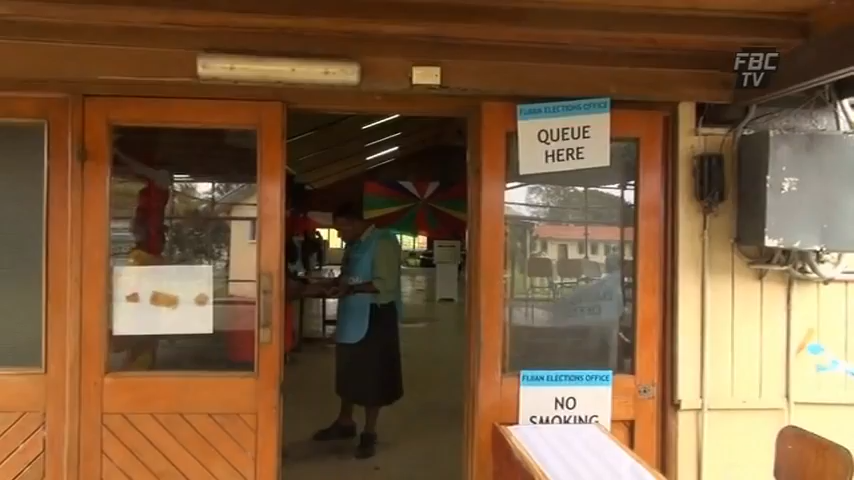 FBC
TV
FIJIAN ELECTIONS OFFICE
QUEUE
HERE
FIJIAN ELECTIONS OFFICE
NO
SMOKING